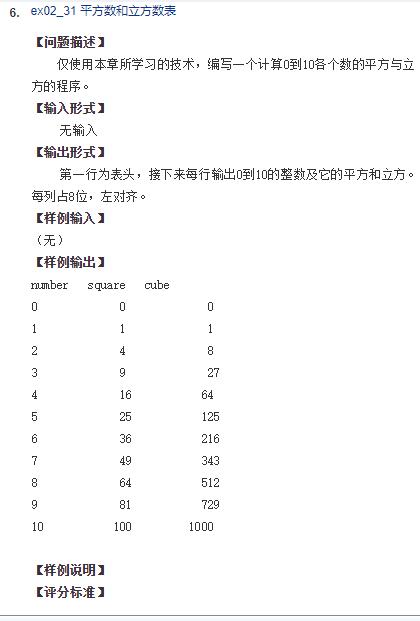 6. ex02_31 平方数和立方数表
【问题描述】
仅使用本章所学习的技术，编写一个计算0到10各个数的平方与立
方的程序。
【输入形式】
无输入
【输出形式】
第一行为表头，接下来每行输出0到10的整数及它的平方和立方。
每列占8位，左对齐。
【样例输入】
（无）
【样例输出】
number square cube
0 0 0
1 1 1
2 4 8
3 9 27
4 16 64
5 25 125
6 36 216
7 49 343
8 64 512
9 81 729
10 100 1000
【样例说明】
【评分标准】